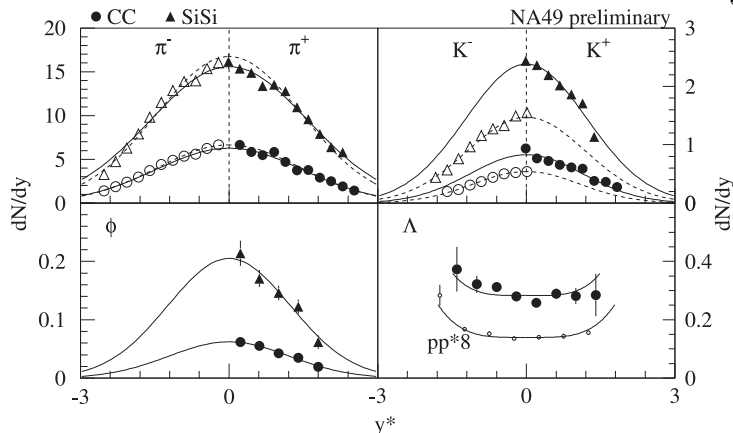 ● CC ▲ SiSi NA49 preliminary
dN/dy
20
15
10
5
0
π⁻ π⁺
K⁻ K⁺
3
2
1
0
dN/dy
ϕ
0.2
0.1
0
Λ
pp*8
0.4
0.2
0
-3 0 -3 0 3
y*